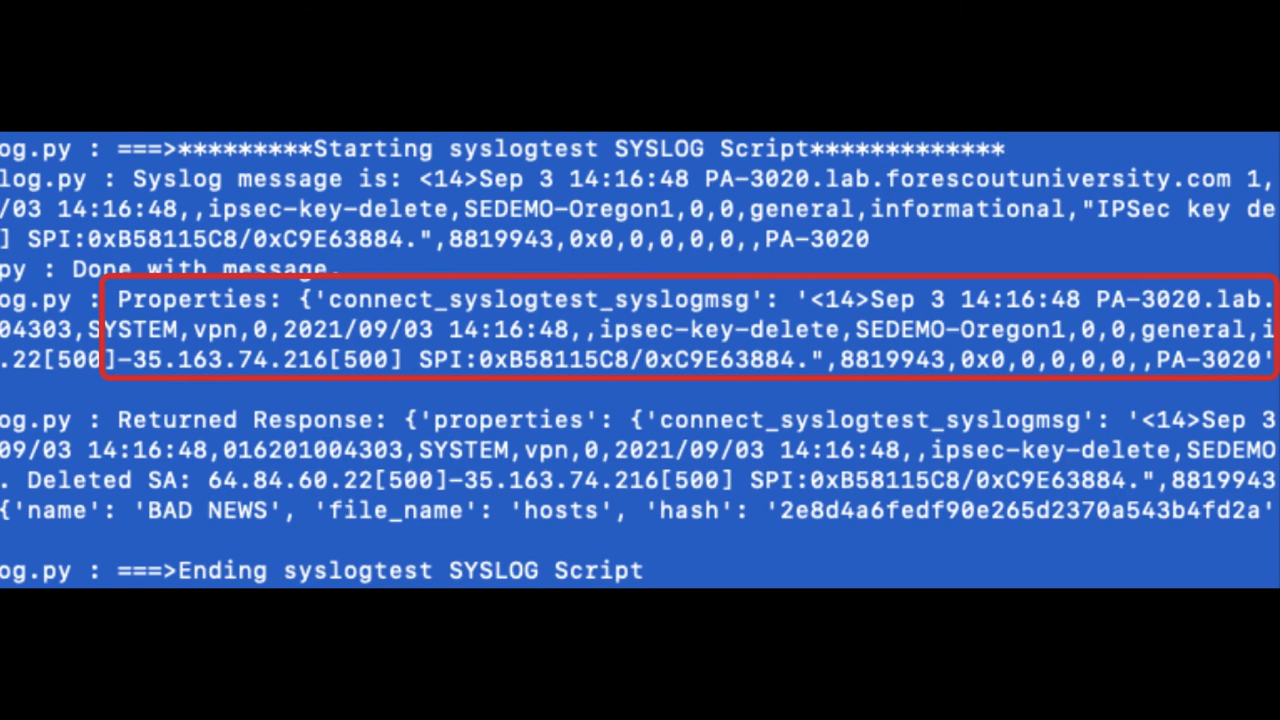 og.py : ===>*********Starting syslogtest SYSLOG Script*************
log.py : Syslog message is: <14>Sep 3 14:16:48 PA-3020.lab.forescoutuniversity.com 1,
/03 14:16:48,,ipsec-key-delete,SEDEMO-Oregon1,0,0,general,informational,"IPSec key de
] SPI:0xB58115C8/0xC9E63884.",8819943,0x0,0,0,0,0,,PA-3020
py : Done with message.
og.py : Properties: {'connect_syslogtest_syslogmsg': '<14>Sep 3 14:16:48 PA-3020.lab.
04303,SYSTEM,vpn,0,2021/09/03 14:16:48,,ipsec-key-delete,SEDEMO-Oregon1,0,0,general,i
.22[500]-35.163.74.216[500] SPI:0xB58115C8/0xC9E63884.",8819943,0x0,0,0,0,0,,PA-3020'
og.py : Returned Response: {'properties': {'connect_syslogtest_syslogmsg': '<14>Sep 3
09/03 14:16:48,016201004303,SYSTEM,vpn,0,2021/09/03 14:16:48,,ipsec-key-delete,SEDEMO
. Deleted SA: 64.84.60.22[500]-35.163.74.216[500] SPI:0xB58115C8/0xC9E63884.",8819943
{'name': 'BAD NEWS', 'file_name': 'hosts', 'hash': '2e8d4a6fedf90e265d2370a543b4fd2a'
og.py : ===>Ending syslogtest SYSLOG Script